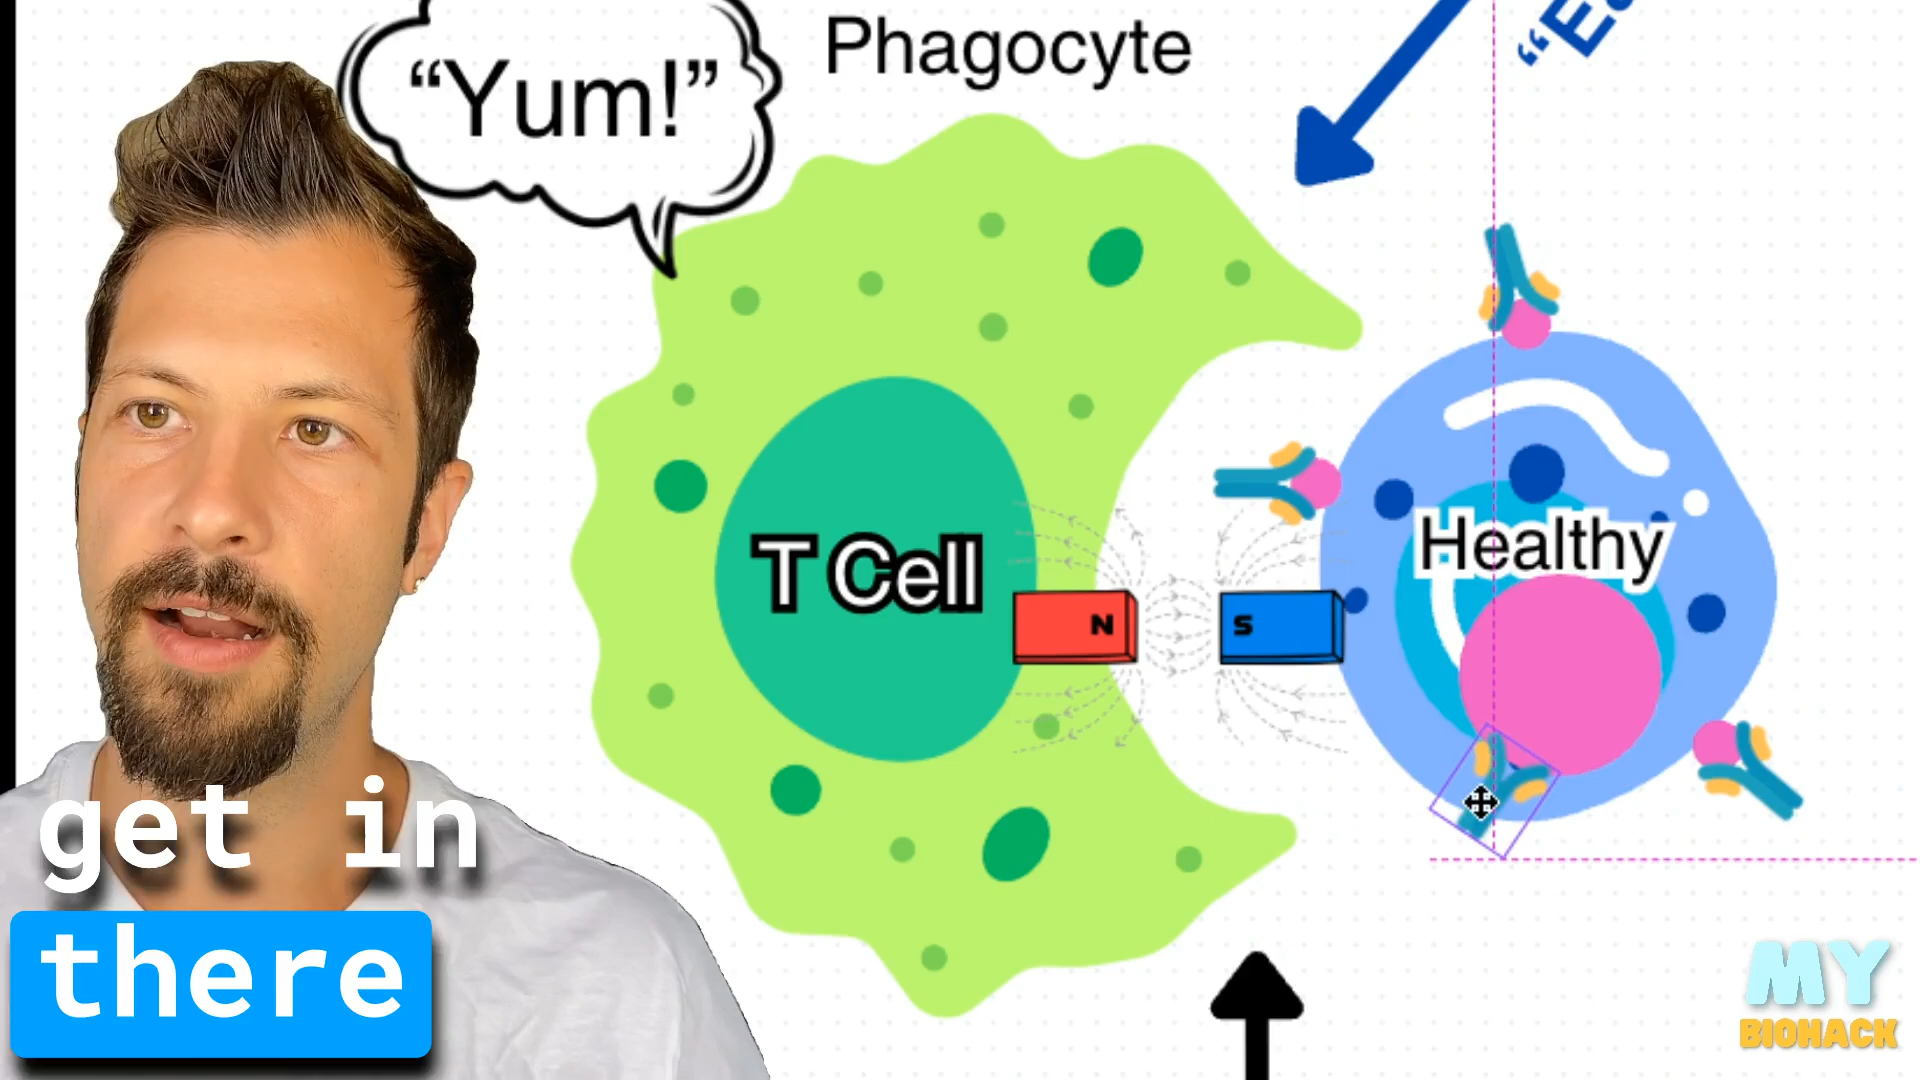 Phagocyte
“Yum!”
T Cell
N
S
Healthy
get in
there
MY
BIOHACK